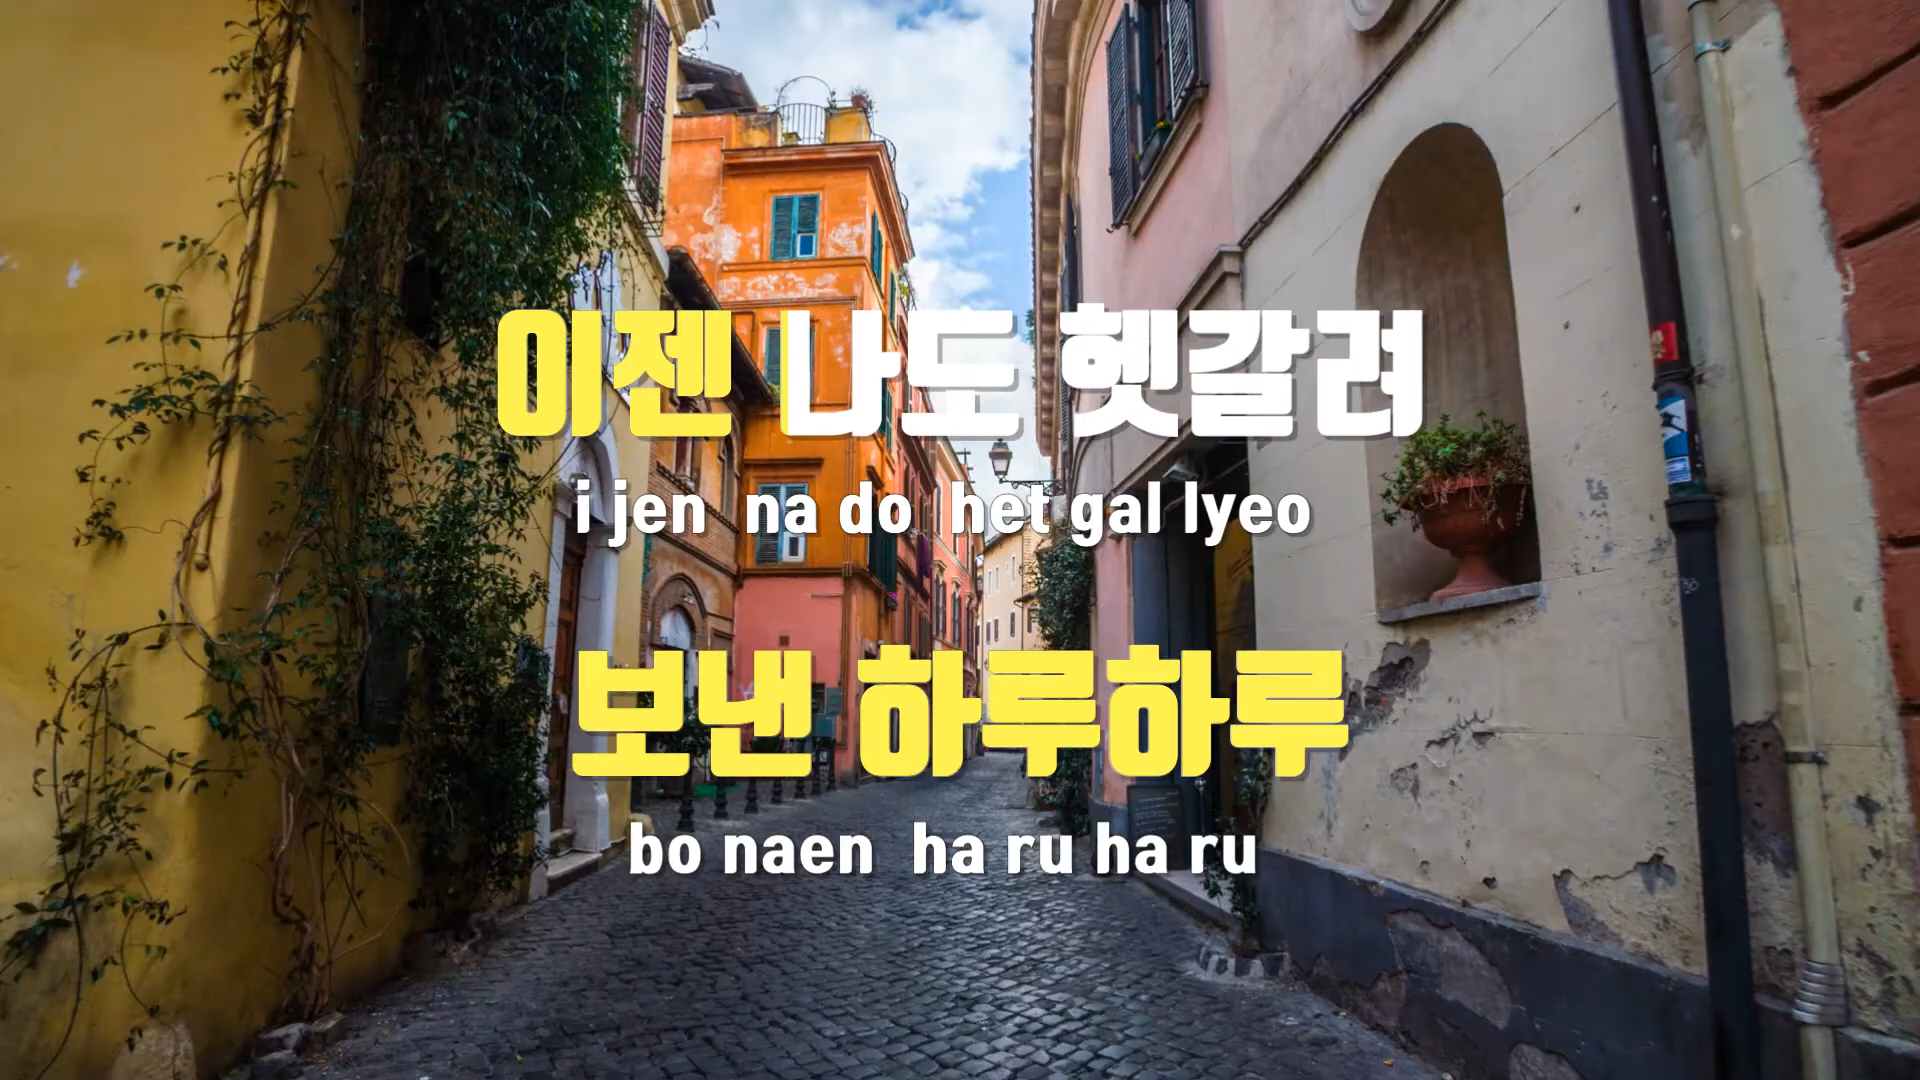 이젠 나도 헷갈려
i jen na do het gal lyeo
보낸 하루하루
bo naen ha ru ha ru